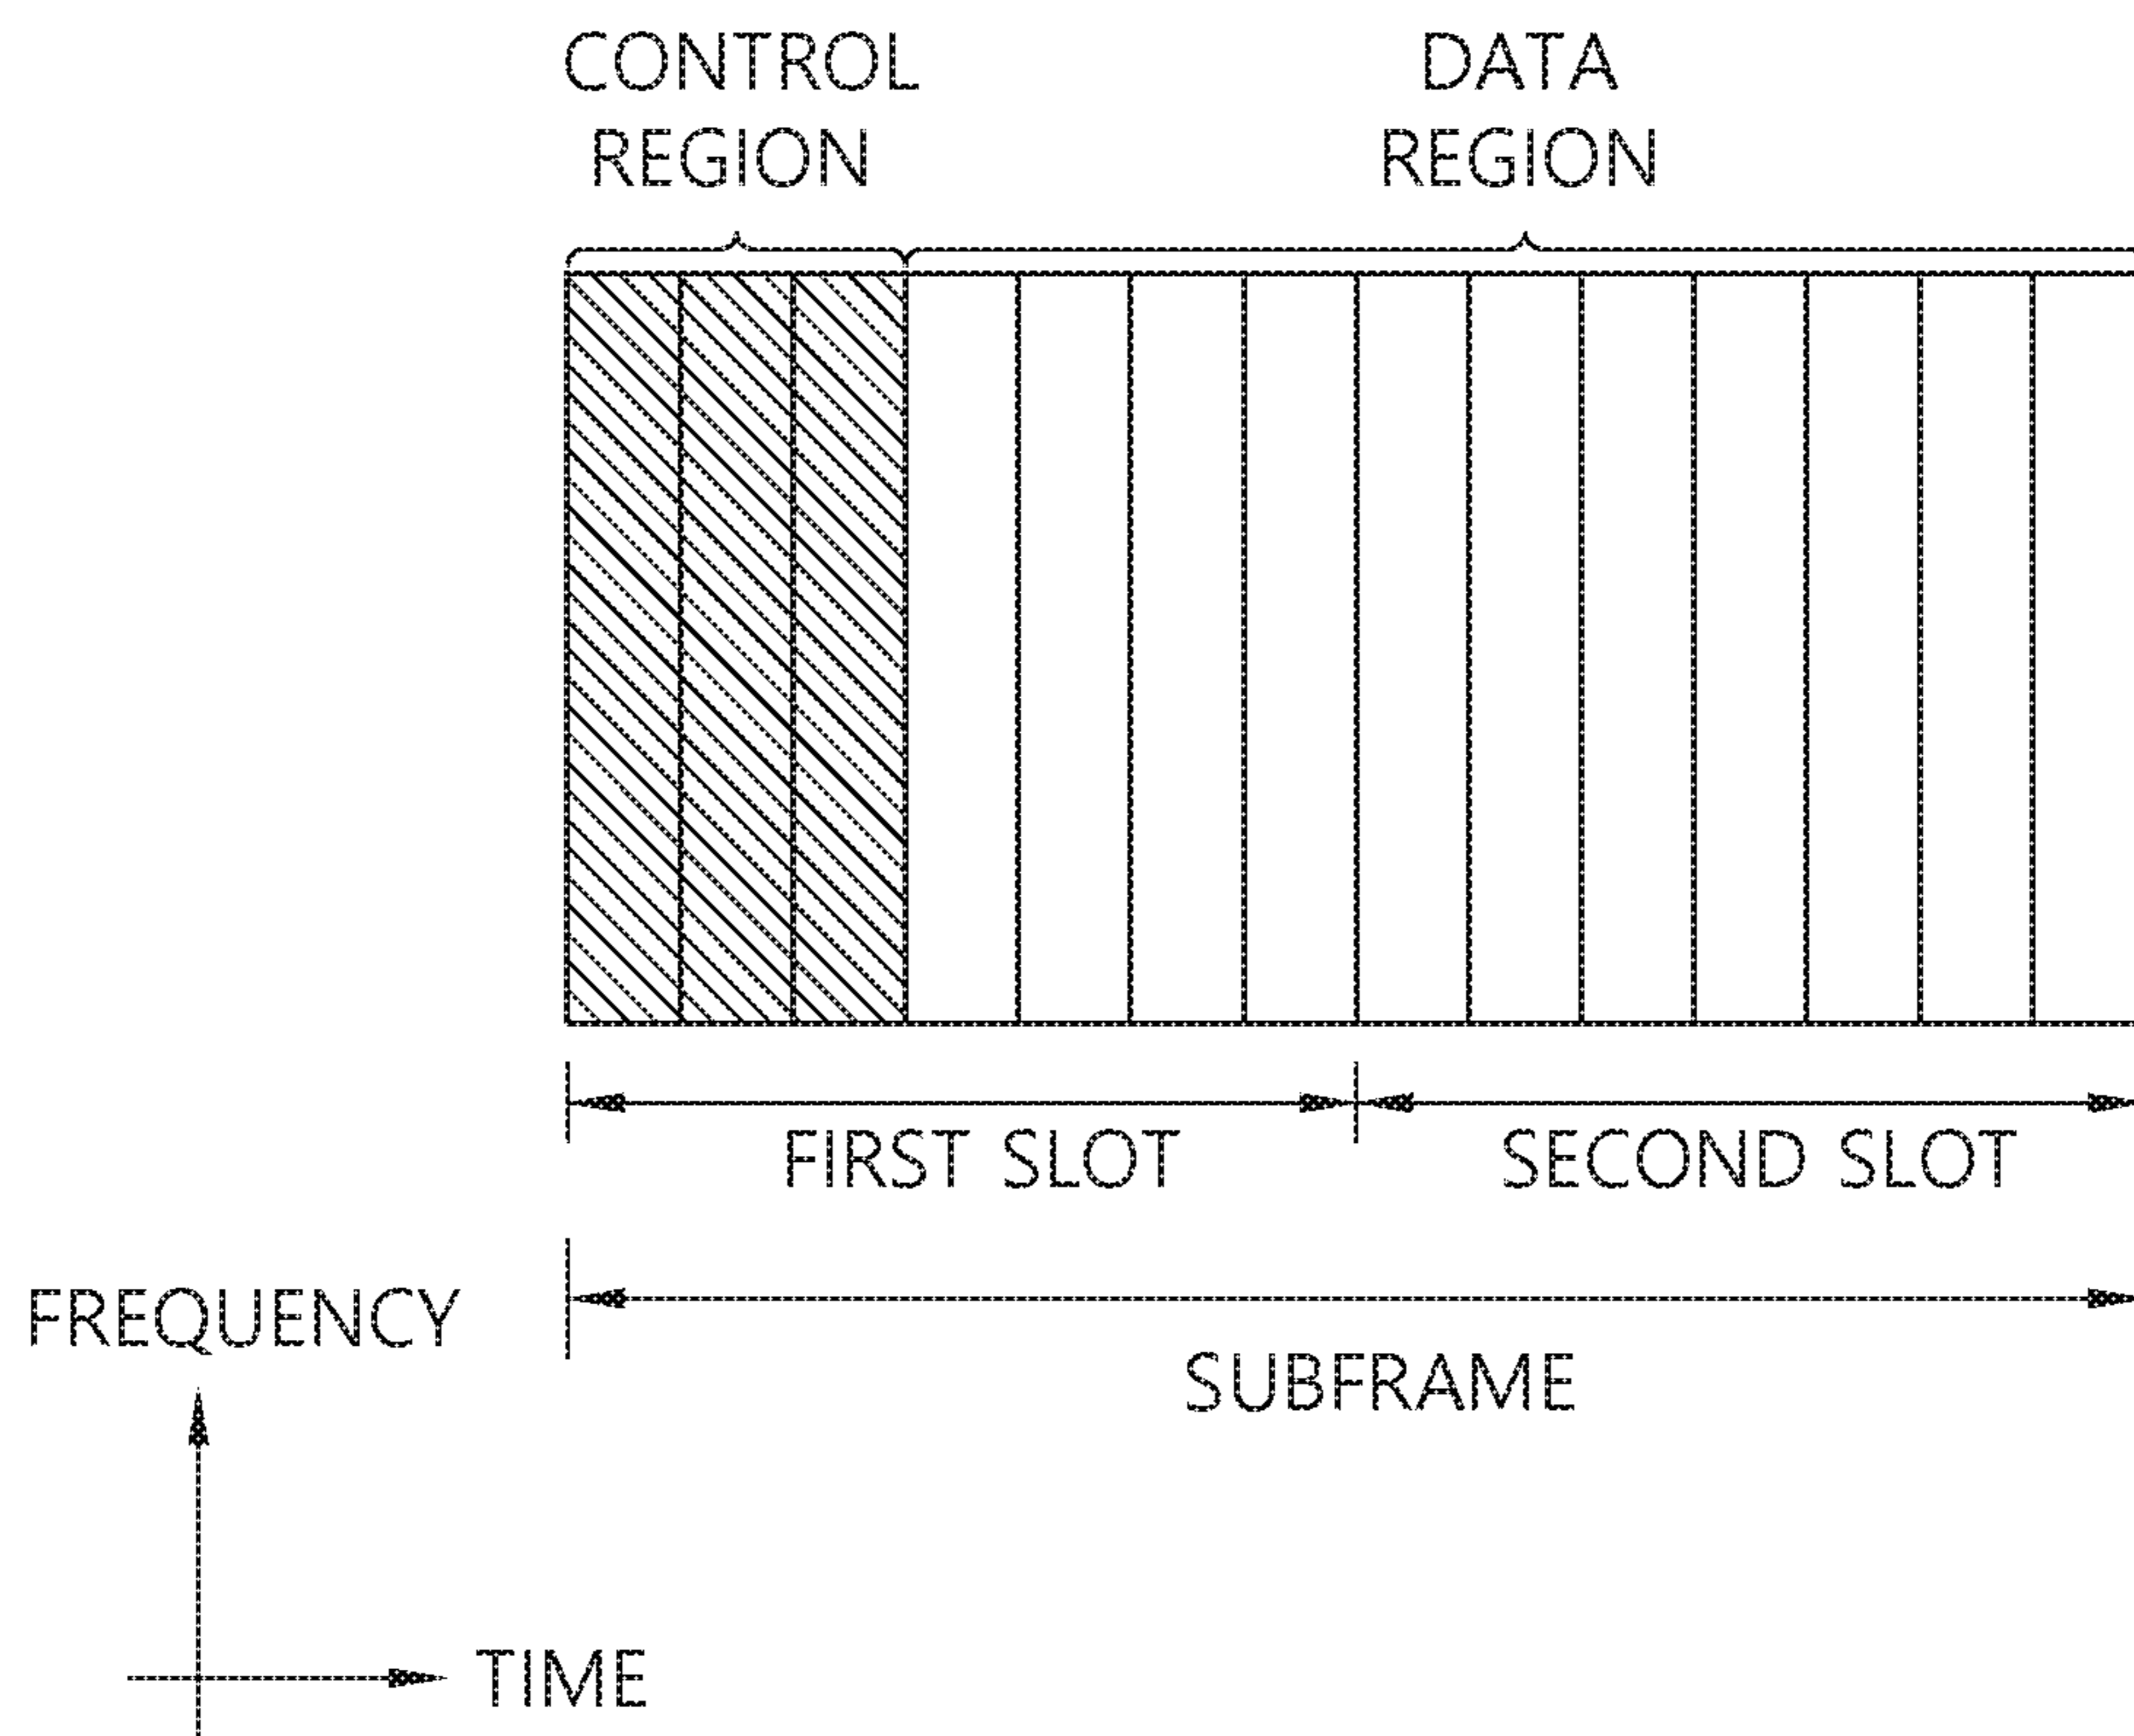 CONTROL
REGION
DATA
REGION
FIRST SLOT
SECOND SLOT
SUBFRAME
FREQUENCY
TIME